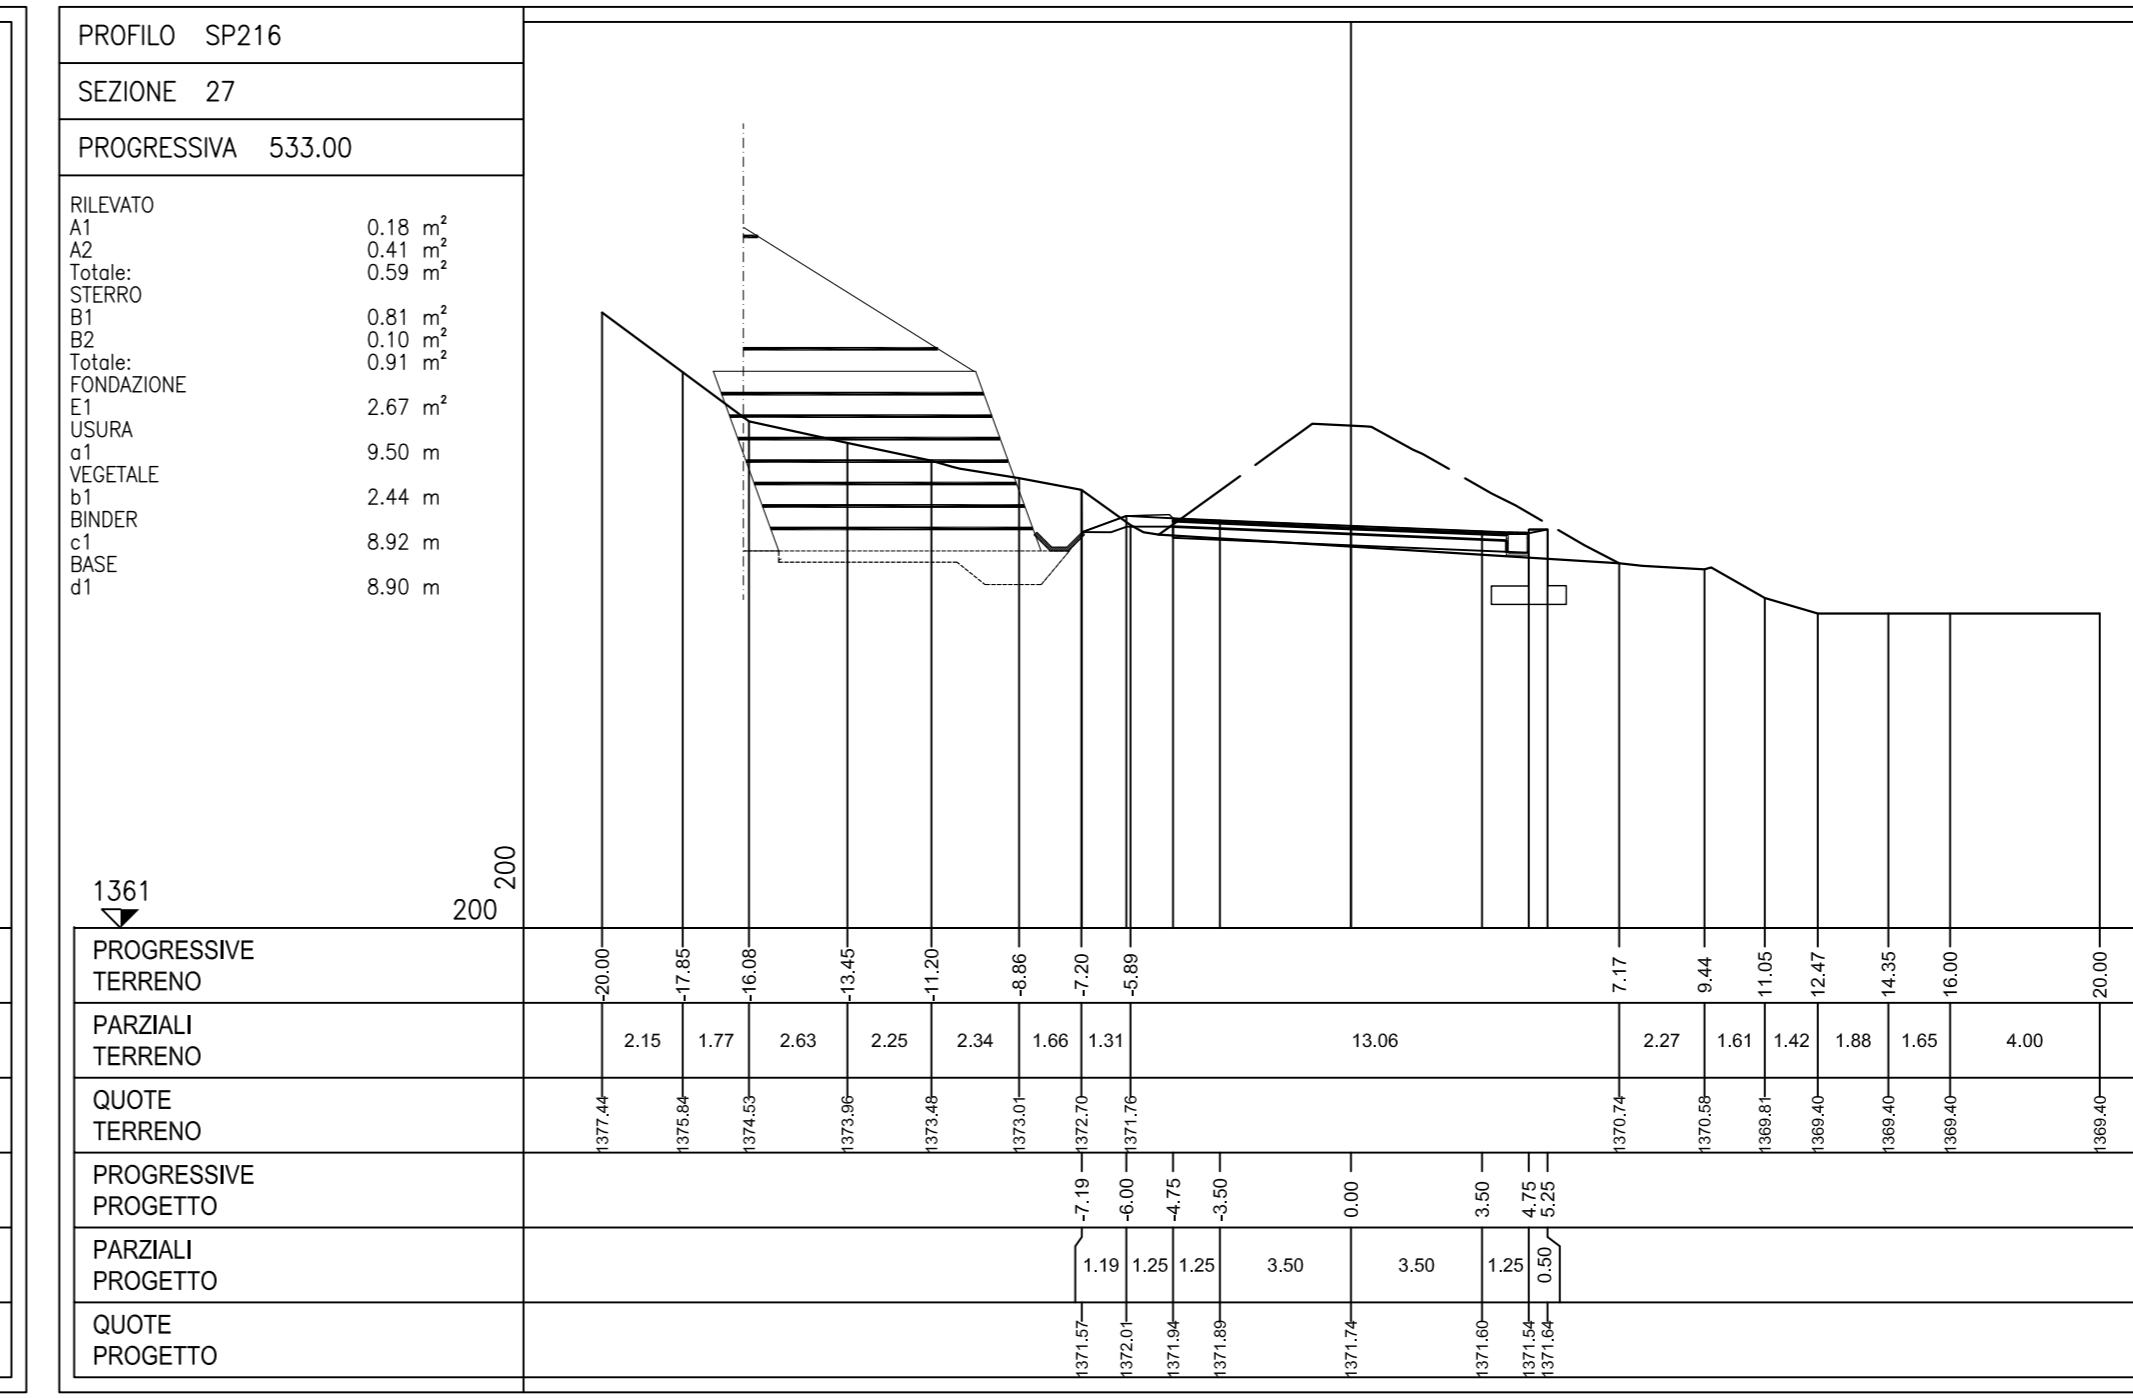 PROFILO SP216
SEZIONE 27
PROGRESSIVA 533.00
RILEVATO
A1 0.18 m²
A2 0.41 m²
Totale: 0.59 m²
STERRO
B1 0.81 m²
B2 0.10 m²
Totale: 0.91 m²
FONDAZIONE
E1 2.67 m²
USURA
a1 9.50 m
VEGETALE
b1 2.44 m
BINDER
c1 8.92 m
BASE
d1 8.90 m
200
1361
200
PROGRESSIVE
TERRENO
-20.00 -17.85 -16.08 -13.45 -11.20 -8.86 -7.20 -5.89 7.17 9.44 11.05 12.47 14.35 16.00 20.00
PARZIALI
TERRENO
2.15 1.77 2.63 2.25 2.34 1.66 1.31 13.06 2.27 1.61 1.42 1.88 1.65 4.00
QUOTE
TERRENO
1377.44 1375.84 1374.53 1373.96 1373.48 1373.01 1372.70 1371.76 1370.74 1370.58 1369.81 1369.40 1369.40 1369.40 1369.40
PROGRESSIVE
PROGETTO
-7.19 -6.00 -4.75 -3.50 0.00 3.50 4.75 5.25
PARZIALI
PROGETTO
1.19 1.25 1.25 3.50 3.50 1.25 0.50
QUOTE
PROGETTO
1371.57 1372.01 1371.94 1371.89 1371.74 1371.60 1371.54 1371.64